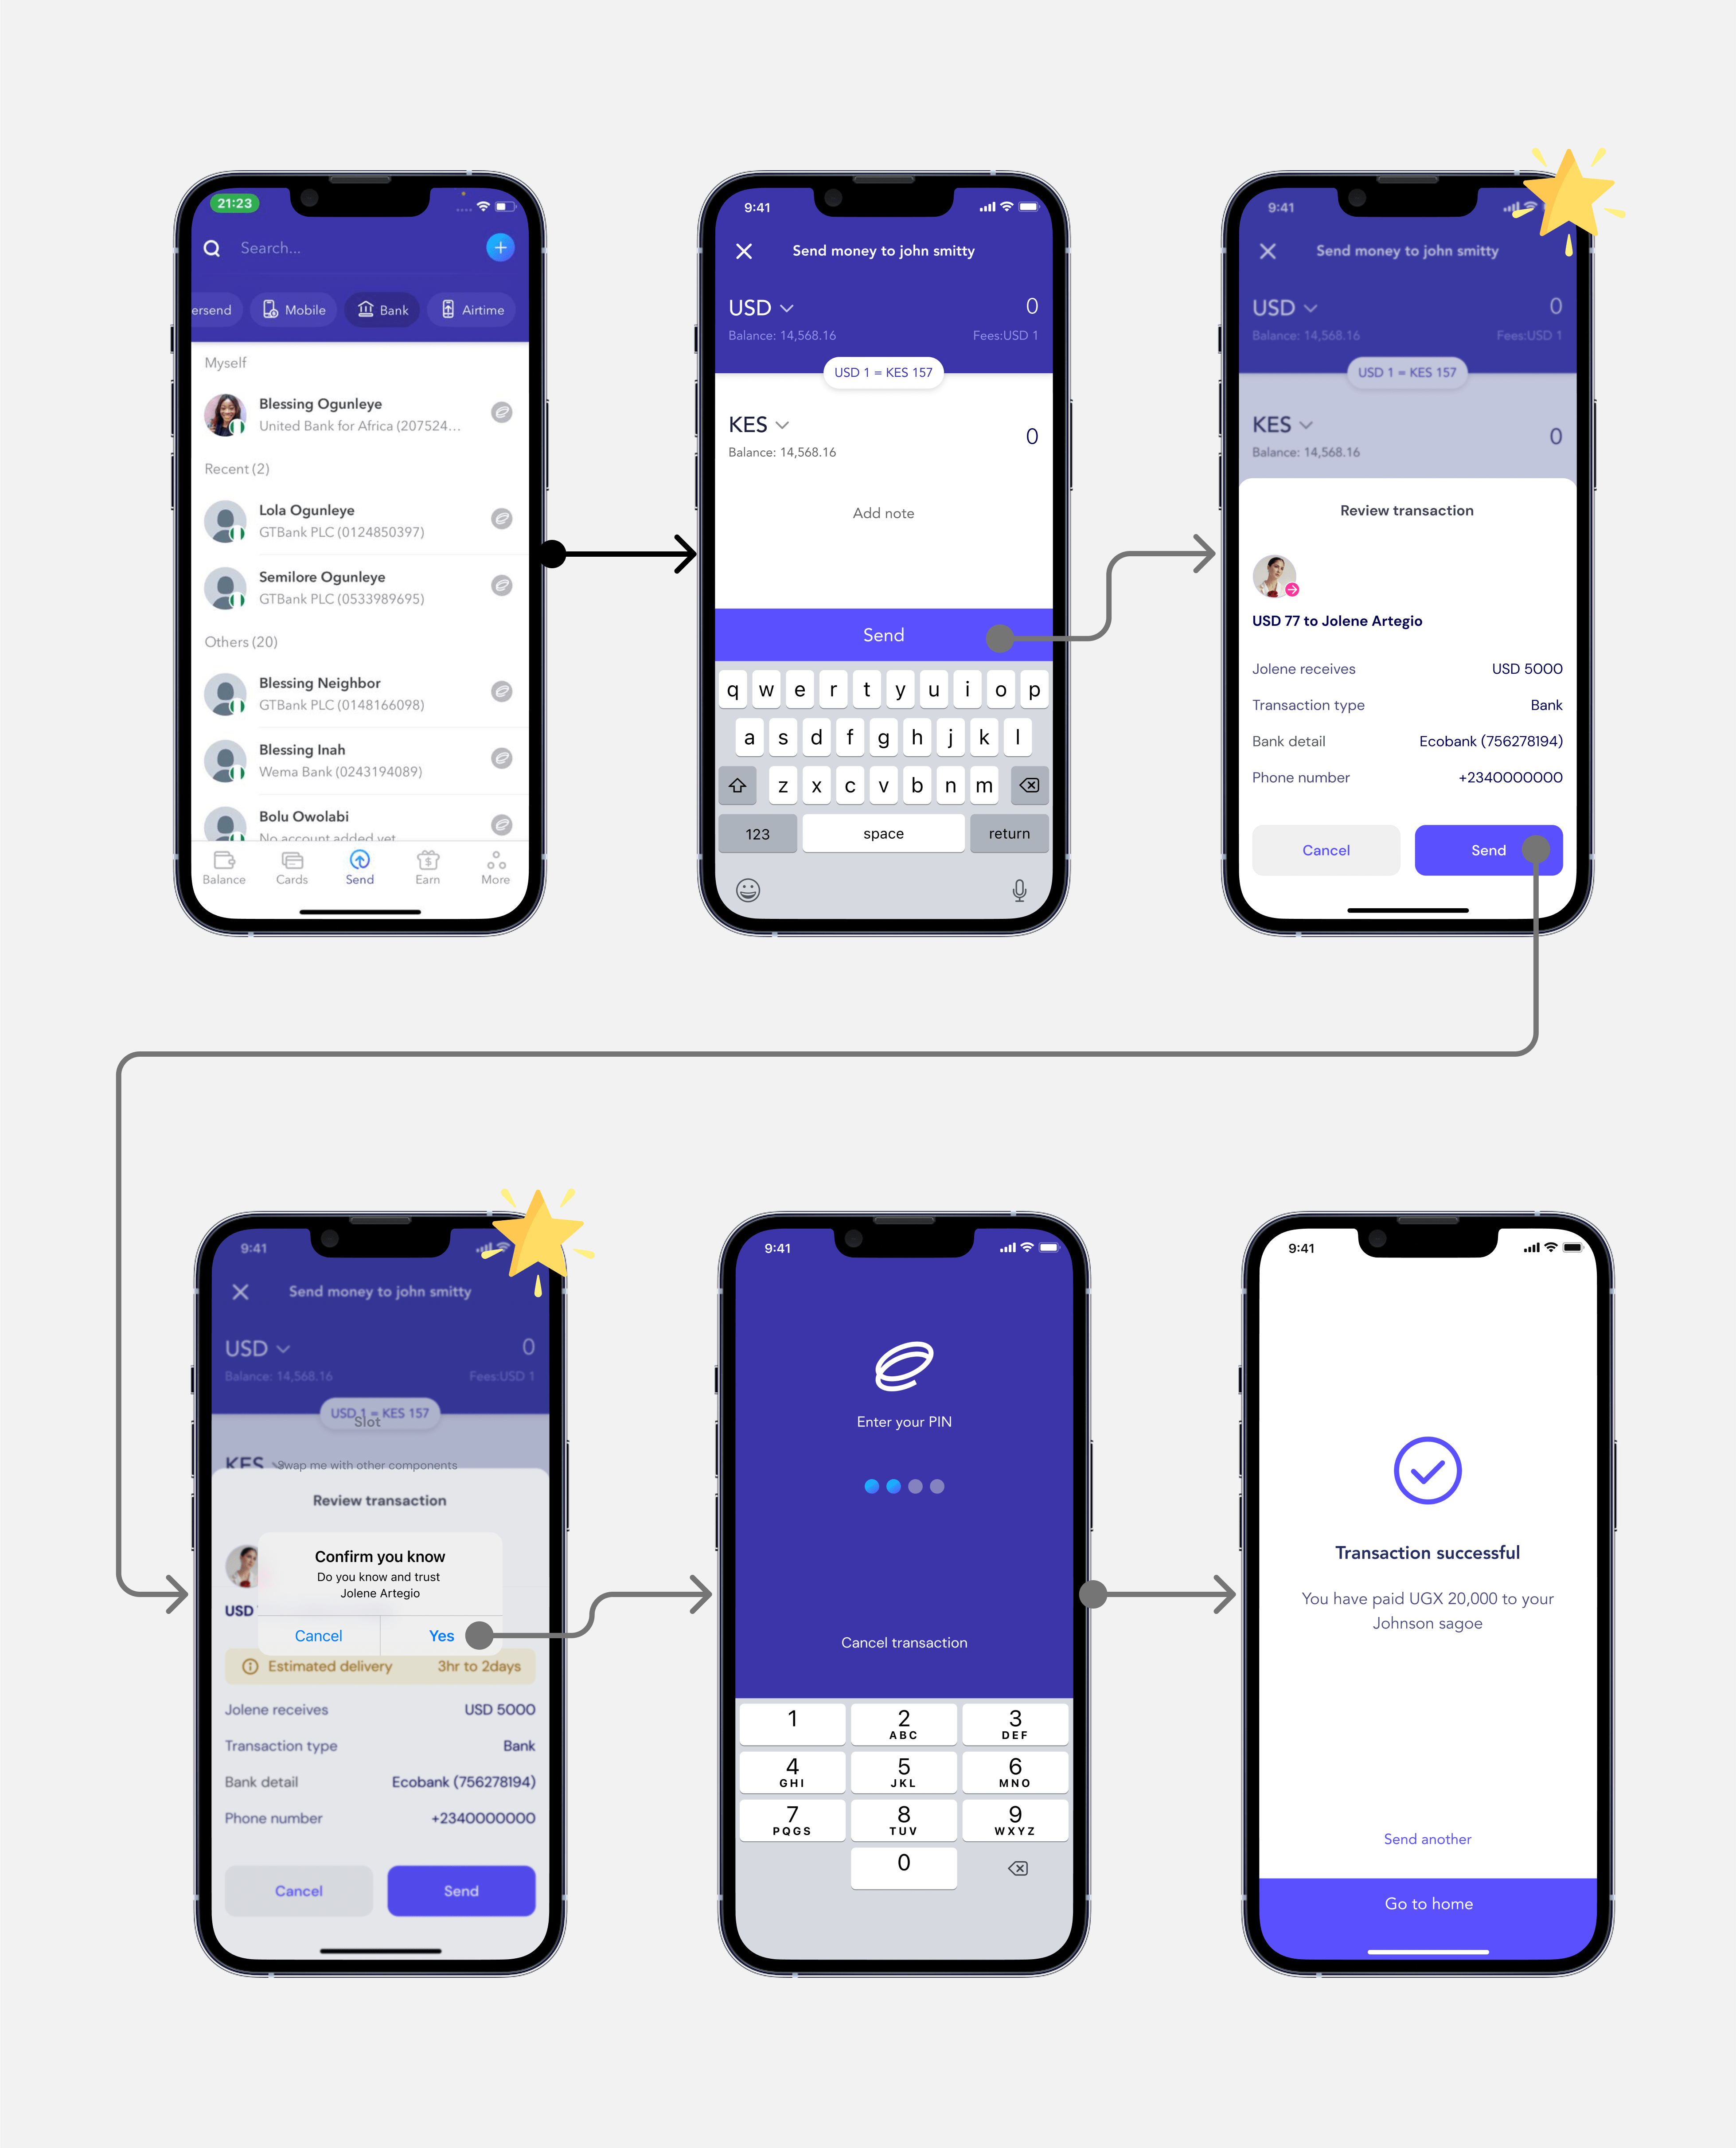 21:23
Search...
ersend
Mobile
Bank
Airtime
Myself
Blessing Ogunleye
United Bank for Africa (207524...
Recent (2)
Lola Ogunleye
GTBank PLC (0124850397)
Semilore Ogunleye
GTBank PLC (0533989695)
Others (20)
Blessing Neighbor
GTBank PLC (0148166098)
Blessing Inah
Wema Bank (0243194089)
Bolu Owolabi
No account added yet
Balance
Cards
Send
Earn
More
9:41
Send money to john smitty
USD
0
Balance: 14,568.16
Fees:USD 1
USD 1 = KES 157
KES
0
Balance: 14,568.16
Add note
Send
q w e r t y u i o p
a s d f g h j k l
z x c v b n m
123 space return
9:41
Send money to john smitty
USD
0
Balance: 14,568.16
Fees:USD 1
USD 1 = KES 157
KES
0
Balance: 14,568.16
Review transaction
USD 77 to Jolene Artegio
Jolene receives USD 5000
Transaction type Bank
Bank detail Ecobank (756278194)
Phone number +2340000000
Cancel
Send
9:41
Send money to john smitty
USD
0
Balance: 14,568.16
Fees:USD 1
USD 1 = KES 157
Slot
KES
Swap me with other components
Review transaction
Confirm you know
Do you know and trust
Jolene Artegio
USD
Cancel
Yes
Estimated delivery 3hr to 2days
Jolene receives USD 5000
Transaction type Bank
Bank detail Ecobank (756278194)
Phone number +2340000000
Cancel
Send
9:41
Enter your PIN
Cancel transaction
1 2 3
ABC DEF
4 5 6
GHI JKL MNO
7 8 9
PQGS TUV WXYZ
0
9:41
Transaction successful
You have paid UGX 20,000 to your
Johnson sagoe
Send another
Go to home